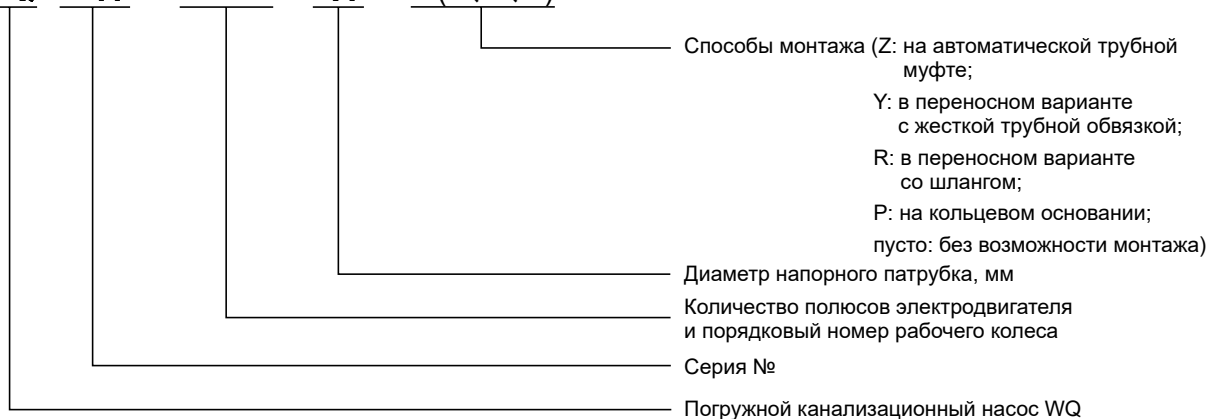 Способы монтажа (Z: на автоматической трубной
муфте;
Y: в переносном варианте
с жесткой трубной обвязкой;
R: в переносном варианте
со шлангом;
P: на кольцевом основании;
пусто: без возможности монтажа)
Диаметр напорного патрубка, мм
Количество полюсов электродвигателя
и порядковый номер рабочего колеса
Серия №
Погружной канализационный насос WQ